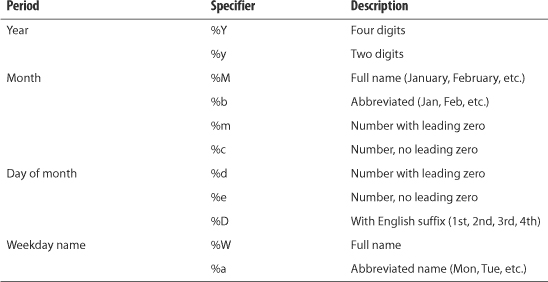 Period Specifier Description
Year %Y Four digits
%y Two digits
Month %M Full name (January, February, etc.)
%b Abbreviated (Jan, Feb, etc.)
%m Number with leading zero
%c Number, no leading zero
Day of month %d Number with leading zero
%e Number, no leading zero
%D With English suffix (1st, 2nd, 3rd, 4th)
Weekday name %W Full name
%a Abbreviated name (Mon, Tue, etc.)